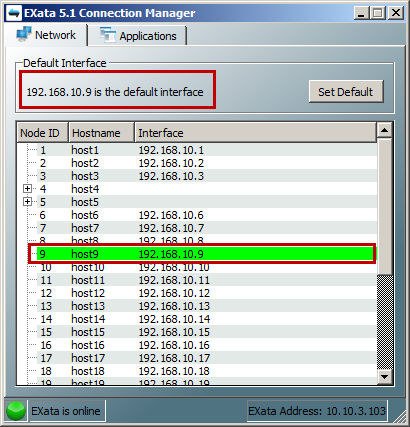 EXata 5.1 Connection Manager
Network Applications
Default Interface
192.168.10.9 is the default interface
Set Default
Node ID Hostname Interface
1 host1 192.168.10.1
2 host2 192.168.10.2
3 host3 192.168.10.3
4 host4
5 host5
6 host6 192.168.10.6
7 host7 192.168.10.7
8 host8 192.168.10.8
9 host9 192.168.10.9
10 host10 192.168.10.10
11 host11 192.168.10.11
12 host12 192.168.10.12
13 host13 192.168.10.13
14 host14 192.168.10.14
15 host15 192.168.10.15
16 host16 192.168.10.16
17 host17 192.168.10.17
18 host18 192.168.10.18
19 host19 192.168.10.19
EXata is online
EXata Address: 10.10.3.103